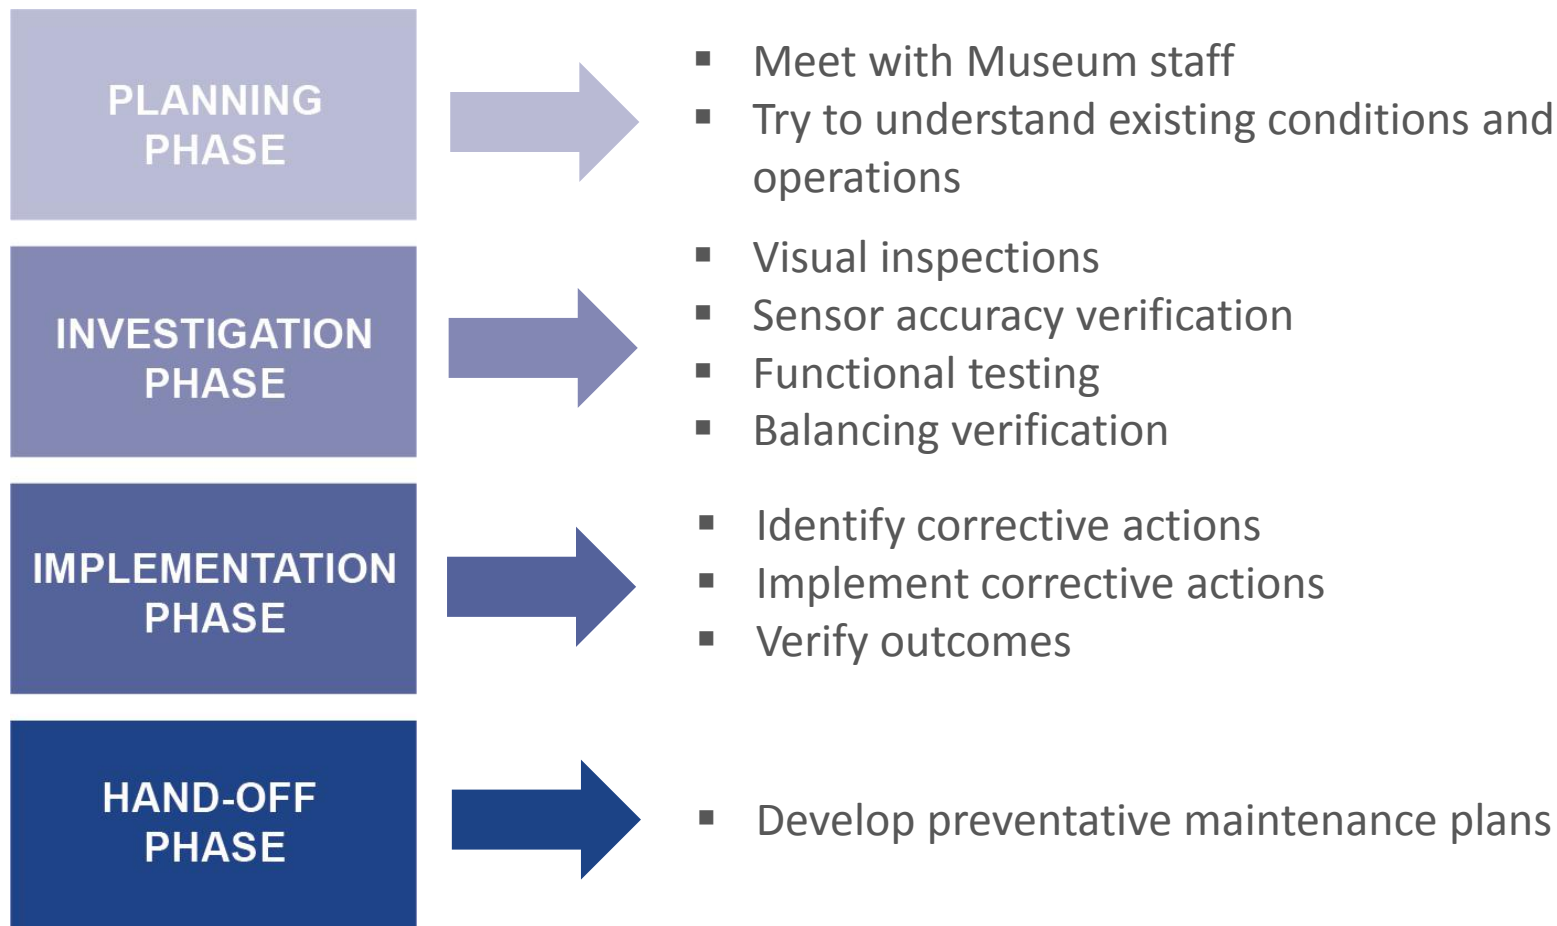 PLANNING
PHASE
▪ Meet with Museum staff
▪ Try to understand existing conditions and
operations
INVESTIGATION
PHASE
▪ Visual inspections
▪ Sensor accuracy verification
▪ Functional testing
▪ Balancing verification
IMPLEMENTATION
PHASE
▪ Identify corrective actions
▪ Implement corrective actions
▪ Verify outcomes
HAND-OFF
PHASE
▪ Develop preventative maintenance plans